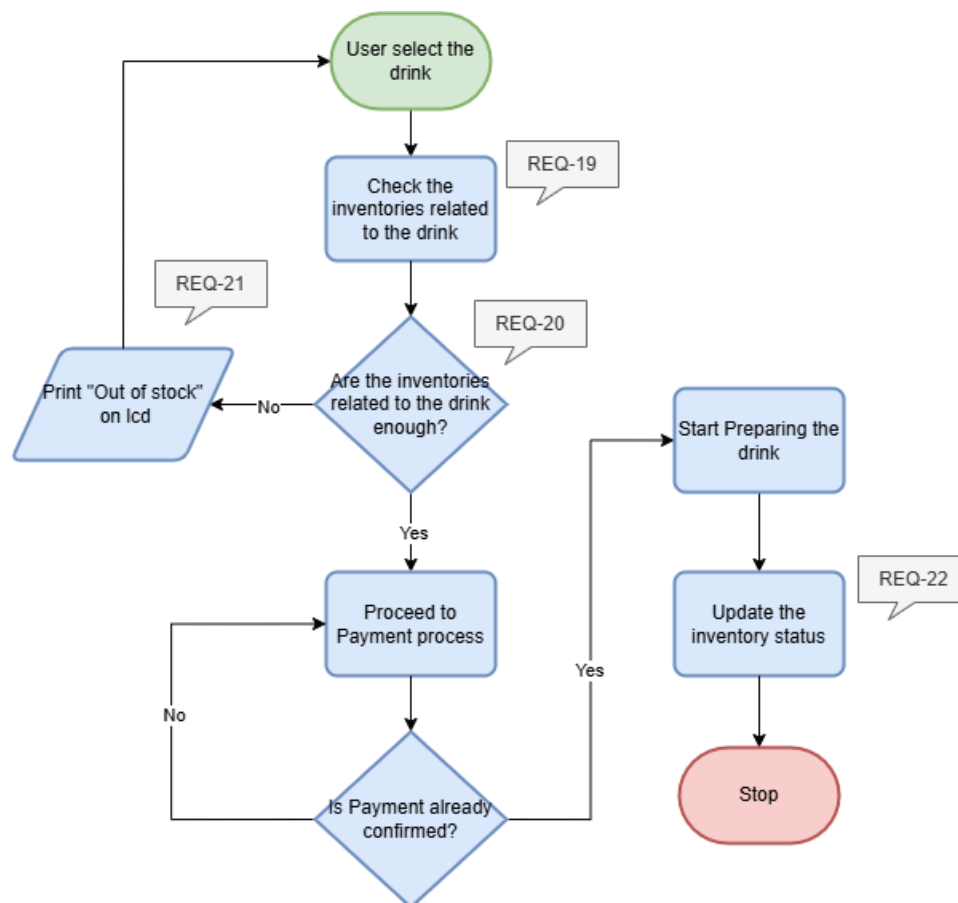 User select the
drink
REQ-19
Check the
inventories related
to the drink
REQ-21
REQ-20
Print "Out of stock"
on lcd
No
Are the inventories
related to the drink
enough?
Start Preparing the
drink
Yes
REQ-22
Proceed to
Payment process
Update the
inventory status
Yes
No
Is Payment already
confirmed?
Stop